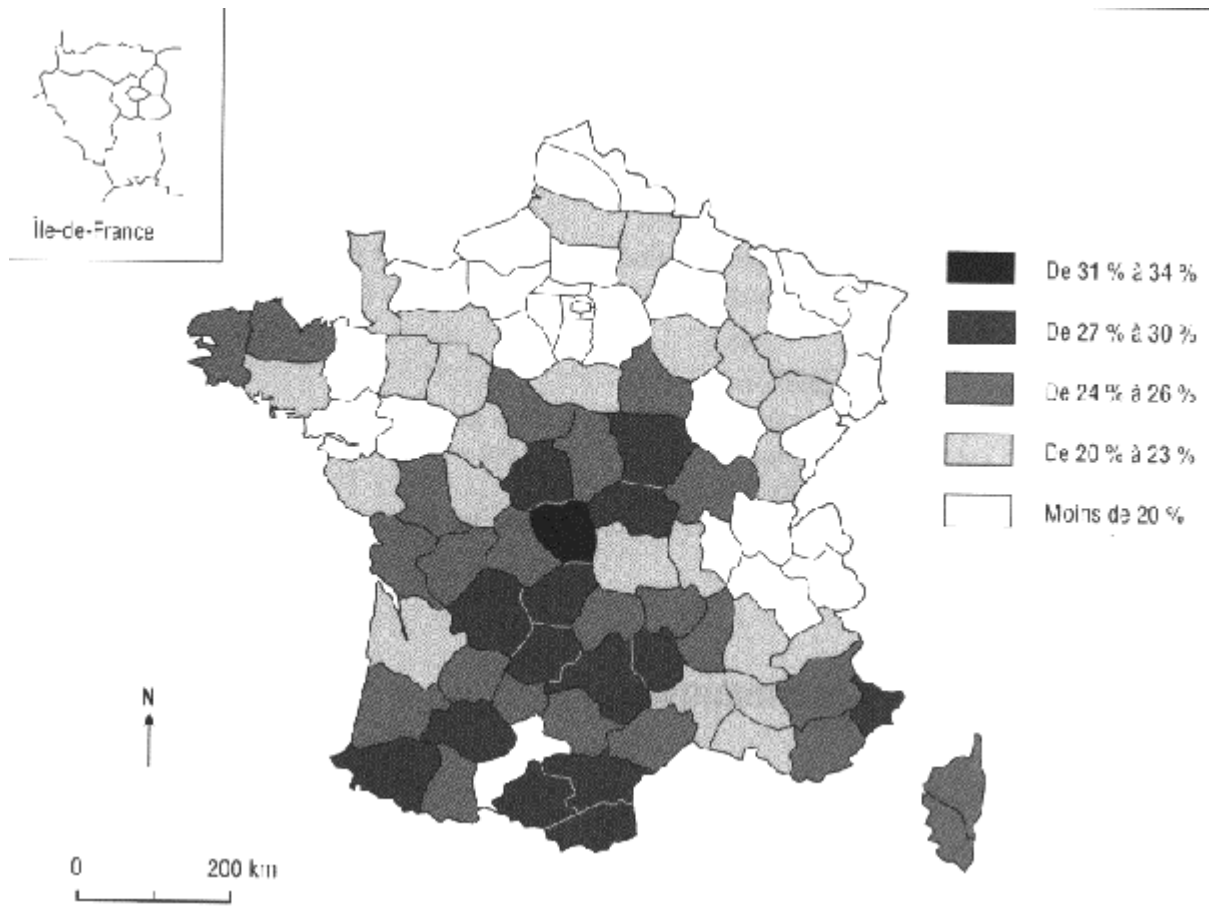 Île-de-France
De 31 % à 34 %
De 27 % à 30 %
De 24 % à 26 %
De 20 % à 23 %
Moins de 20 %
N
0 200 km